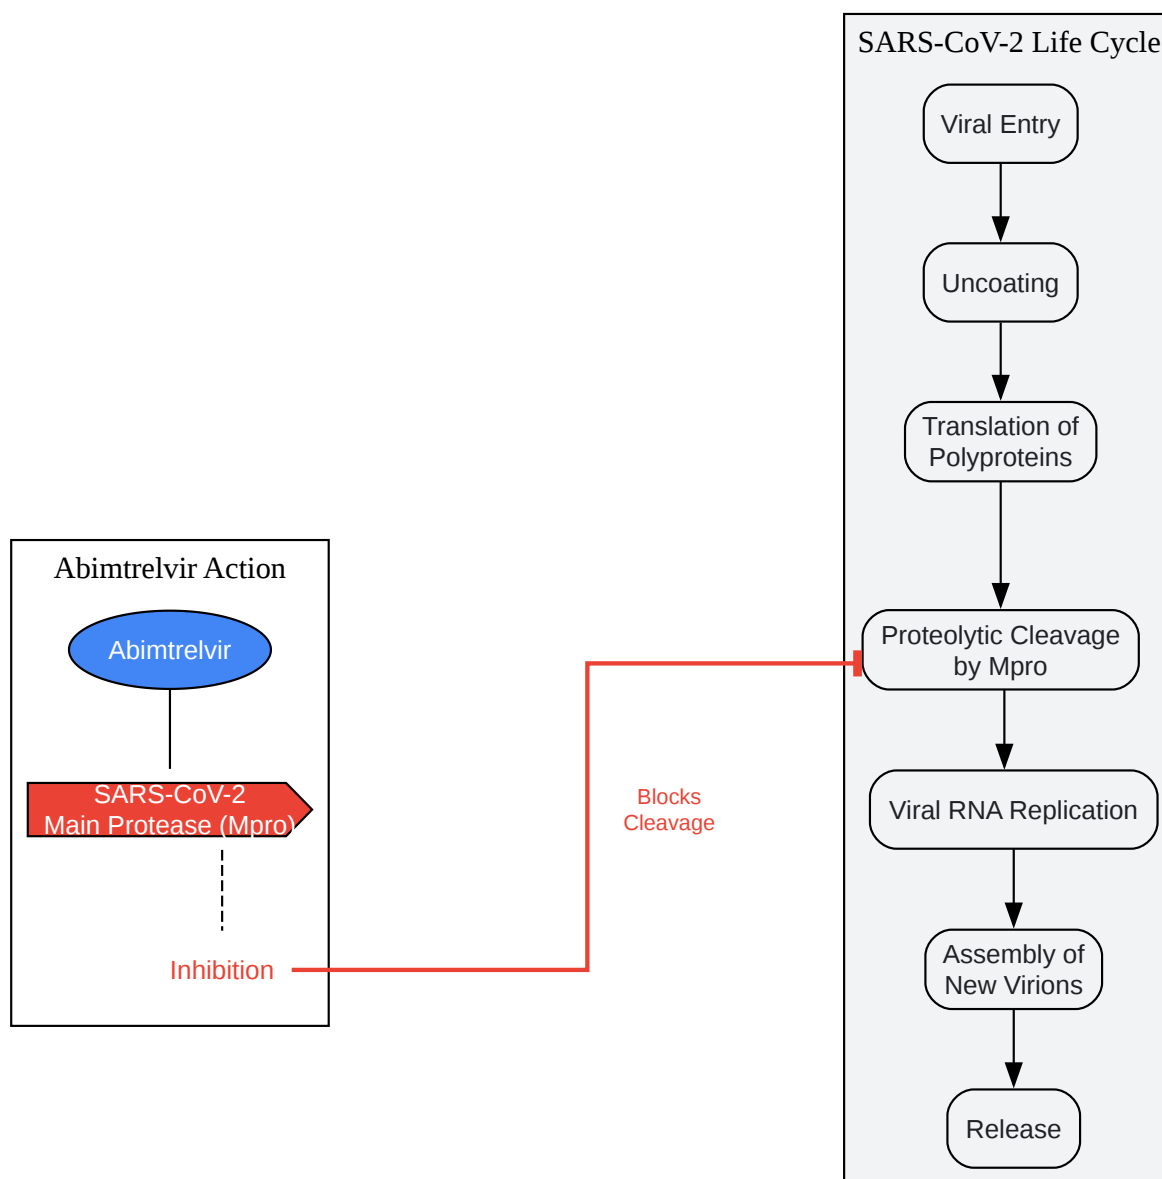 SARS-CoV-2 Life Cycle
Viral Entry
Uncoating
Translation of
Polyproteins
Proteolytic Cleavage
by Mpro
Viral RNA Replication
Assembly of
New Virions
Release
Abimtrelvir Action
Abimtrelvir
SARS-CoV-2
Main Protease (Mpro)
Inhibition
Blocks
Cleavage